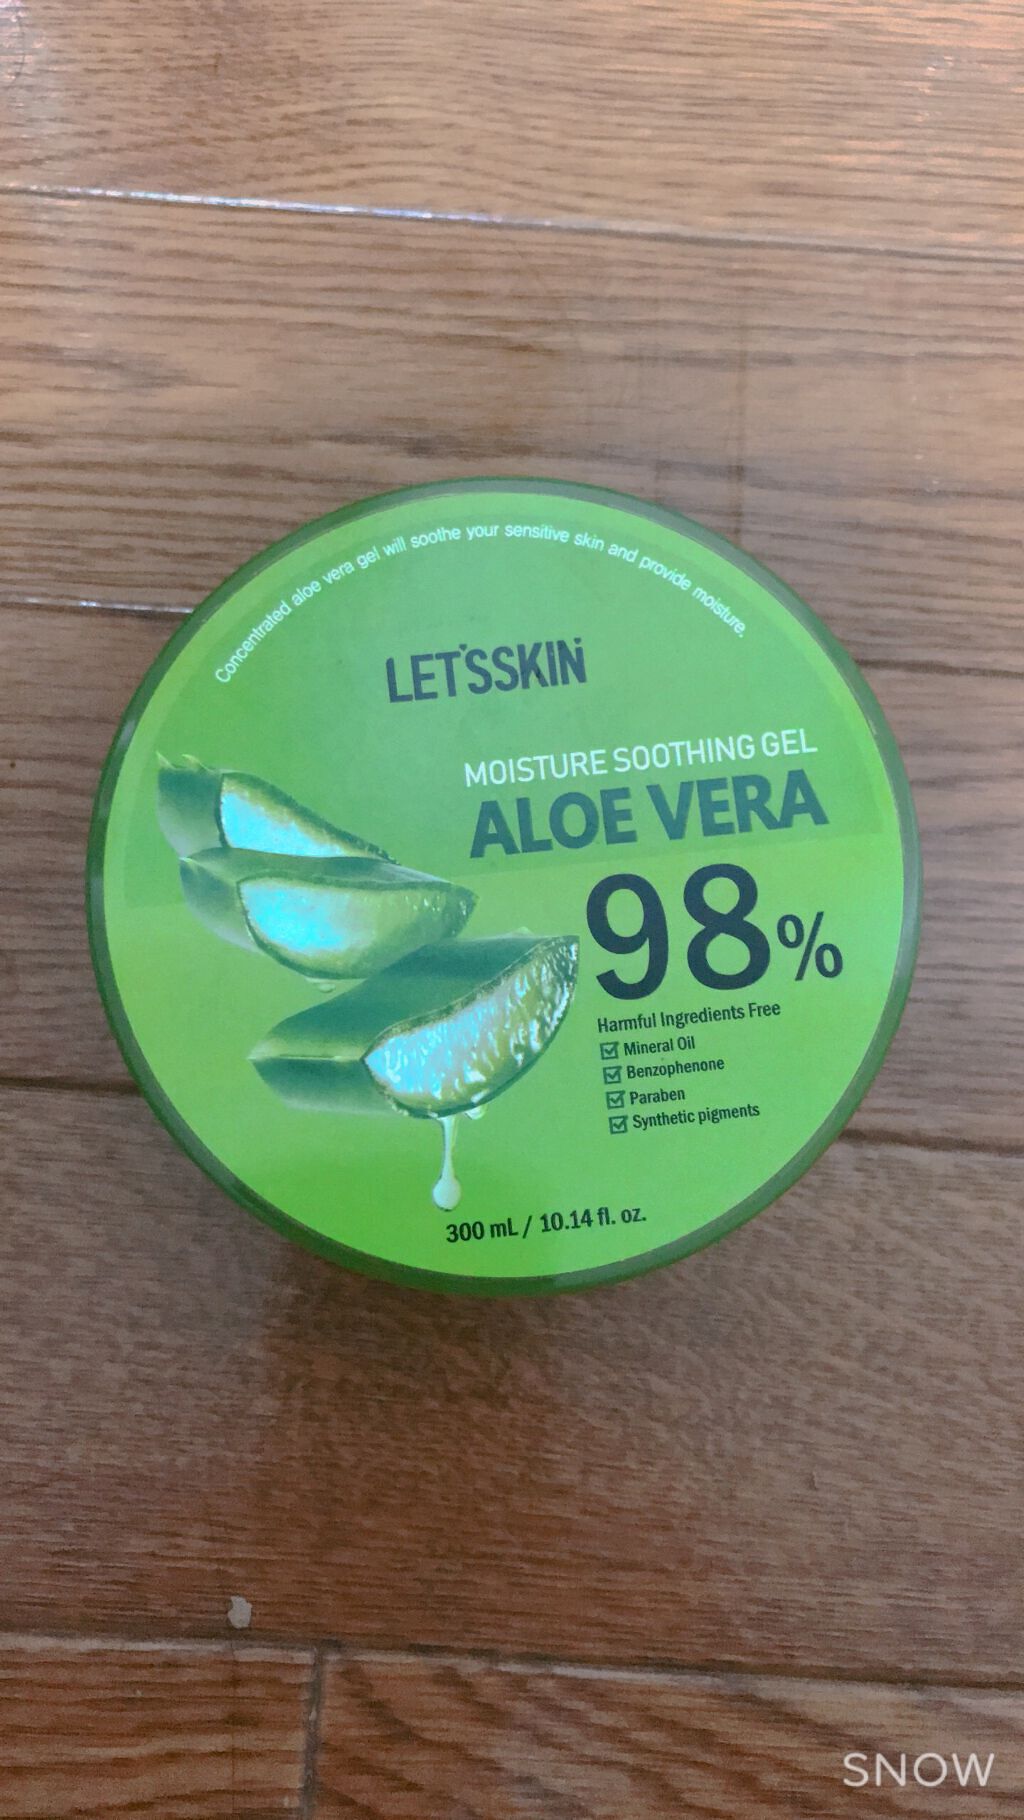 Concentrated aloe vera gel will soothe your sensitive skin and provide moisture.
LET'SSKIN
MOISTURE SOOTHING GEL
ALOE VERA
98%
Harmful Ingredients Free
☑ Mineral Oil
☑ Benzophenone
☑ Paraben
☑ Synthetic pigments
300 mL / 10.14 fl. oz.
SNOW